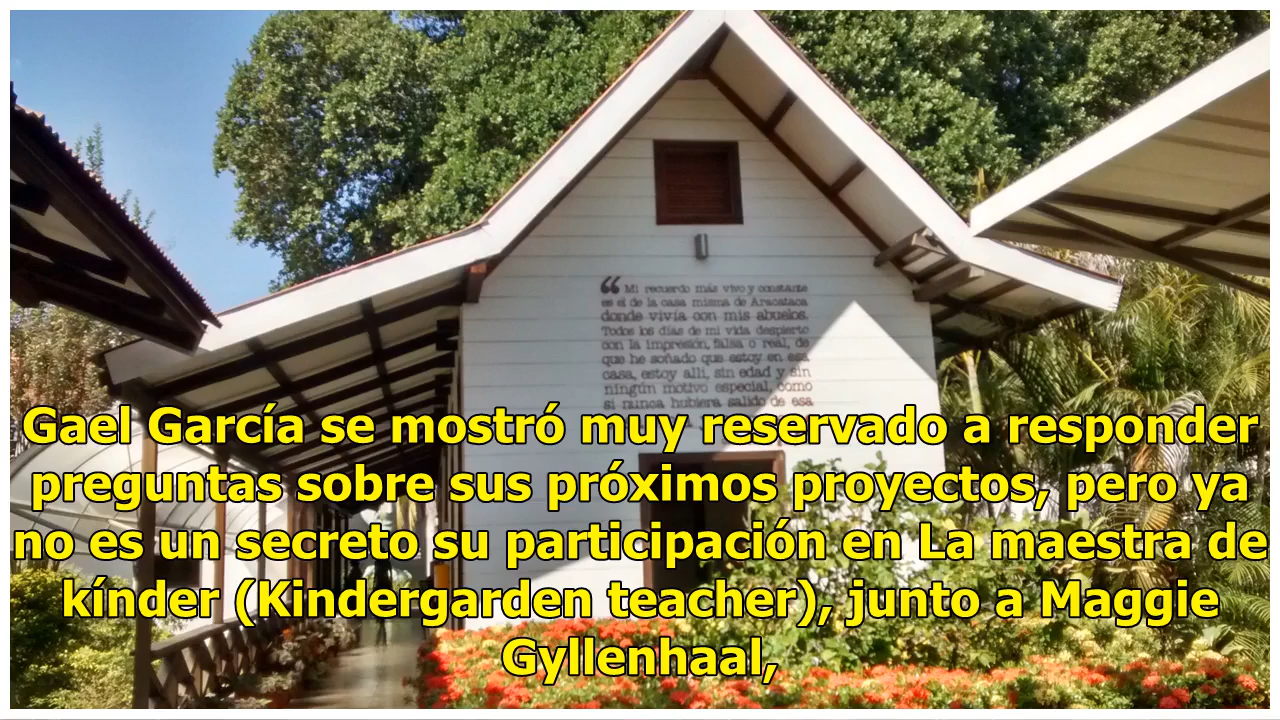 “Mi recuerdo más vivo y constante
es el de la casa misma de Aracataca
donde vivía con mis abuelos.
Todos los días de mi vida despierto
con la impresión, falsa o real, de
que he soñado que estoy en esa
casa, estoy allí, sin edad y sin
ningún motivo especial, como
si nunca hubiera salido de esa
Gael García se mostró muy reservado a responder
preguntas sobre sus próximos proyectos, pero ya
no es un secreto su participación en La maestra de
kínder (Kindergarden teacher), junto a Maggie
Gyllenhaal,